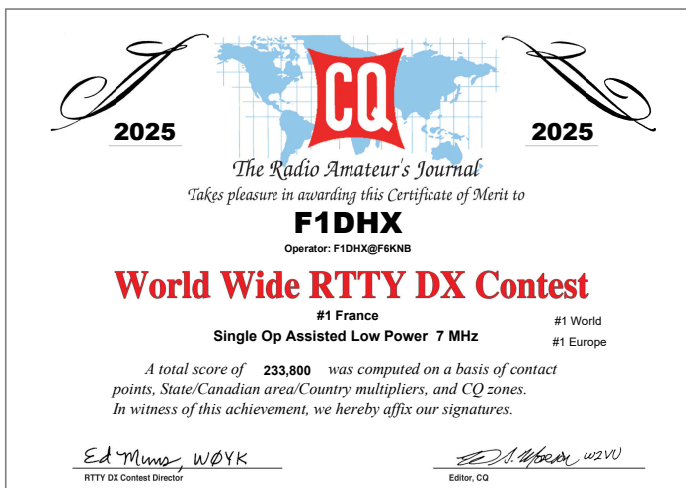 CQ
2025
2025
The Radio Amateur's Journal
Takes pleasure in awarding this Certificate of Merit to
F1DHX
Operator: F1DHX@F6KNB
World Wide RTTY DX Contest
#1 France
#1 World
Single Op Assisted Low Power 7 MHz
#1 Europe
A total score of 233,800 was computed on a basis of contact
points, State/Canadian area/Country multipliers, and CQ zones.
In witness of this achievement, we hereby affix our signatures.
Ed Muns, WØYK
W2VU
RTTY DX Contest Director
Editor, CQ